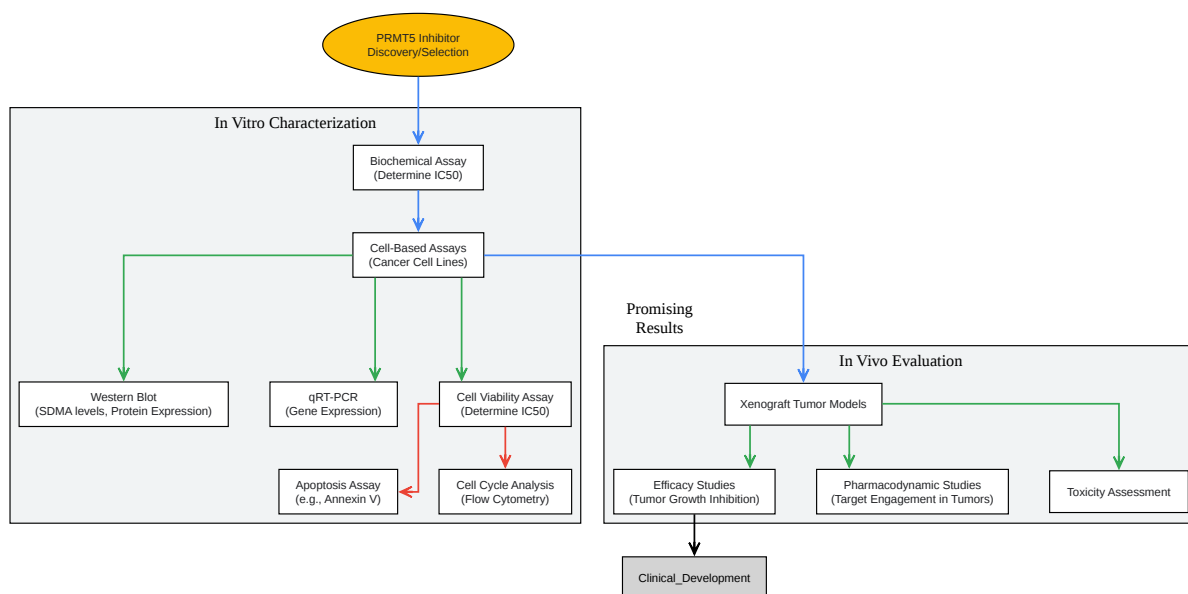 PRMT5 Inhibitor
Discovery/Selection
In Vitro Characterization
Biochemical Assay
(Determine IC50)
Cell-Based Assays
(Cancer Cell Lines)
Promising
Results
In Vivo Evaluation
Western Blot
(SDMA levels, Protein Expression)
qRT-PCR
(Gene Expression)
Cell Viability Assay
(Determine IC50)
Xenograft Tumor Models
Apoptosis Assay
(e.g., Annexin V)
Cell Cycle Analysis
(Flow Cytometry)
Efficacy Studies
(Tumor Growth Inhibition)
Pharmacodynamic Studies
(Target Engagement in Tumors)
Toxicity Assessment
Clinical_Development